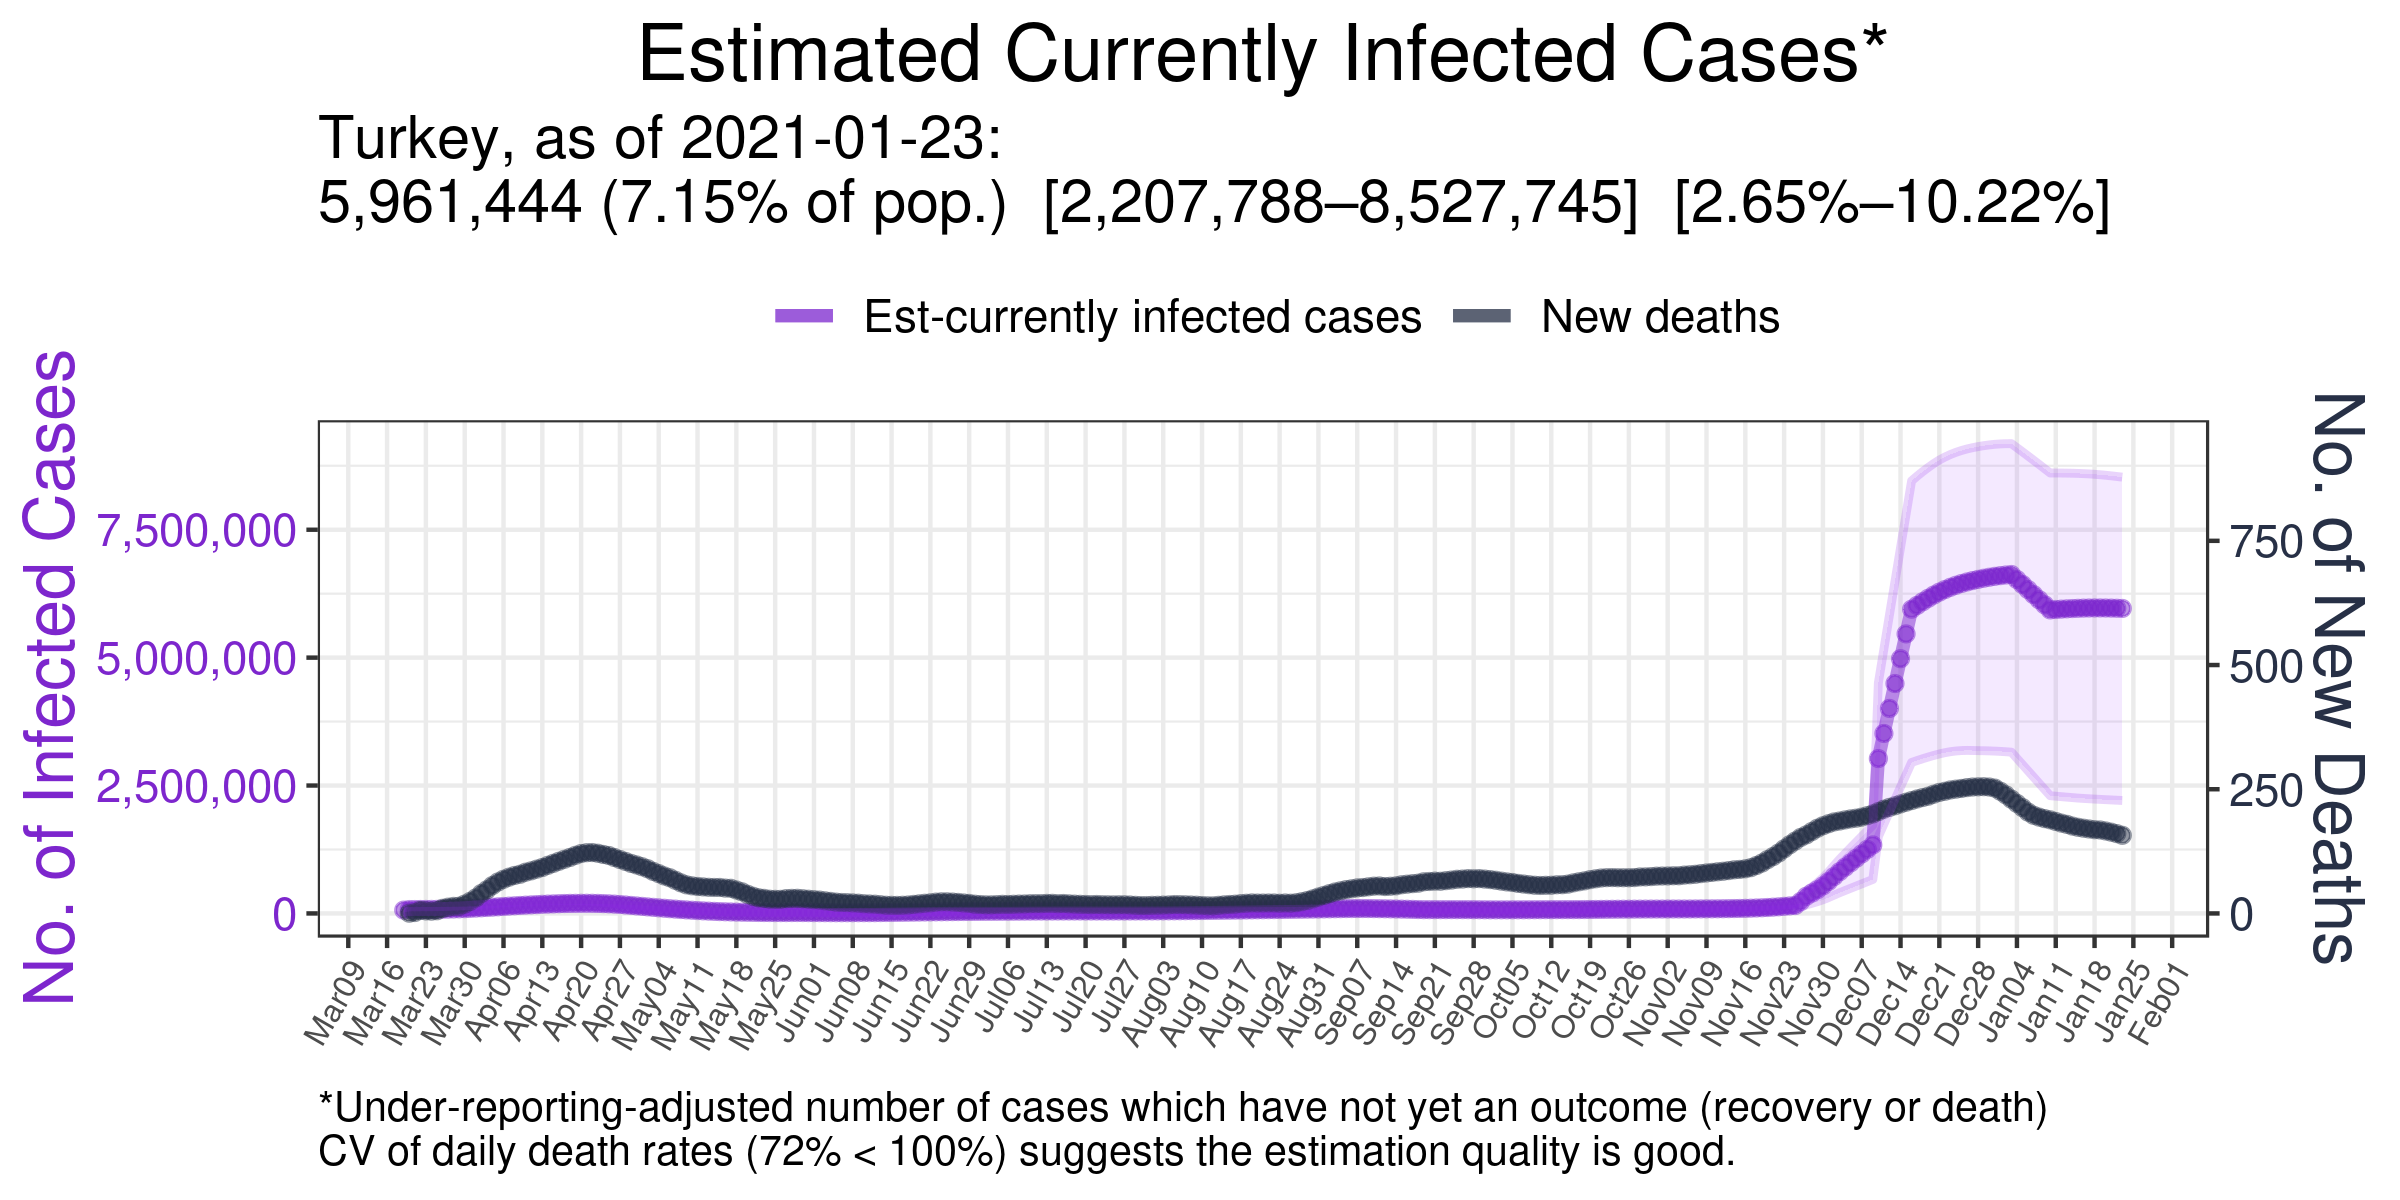 Estimated Currently Infected Cases*
Turkey, as of 2021-01-23:
5,961,444 (7.15% of pop.) [2,207,788–8,527,745] [2.65%–10.22%]
Est-currently infected cases New deaths
No. of Infected Cases
7,500,000
5,000,000
2,500,000
0
750
500
250
0
No. of New Deaths
Mar09 Mar16 Mar23 Mar30 Apr06 Apr13 Apr20 Apr27 May04 May11 May18 May25 Jun01 Jun08 Jun15 Jun22 Jun29 Jul06 Jul13 Jul20 Jul27 Aug03 Aug10 Aug17 Aug24 Aug31 Sep07 Sep14 Sep21 Sep28 Oct05 Oct12 Oct19 Oct26 Nov02 Nov09 Nov16 Nov23 Nov30 Dec07 Dec14 Dec21 Dec28 Jan04 Jan11 Jan18 Jan25 Feb01
*Under-reporting-adjusted number of cases which have not yet an outcome (recovery or death)
CV of daily death rates (72% < 100%) suggests the estimation quality is good.